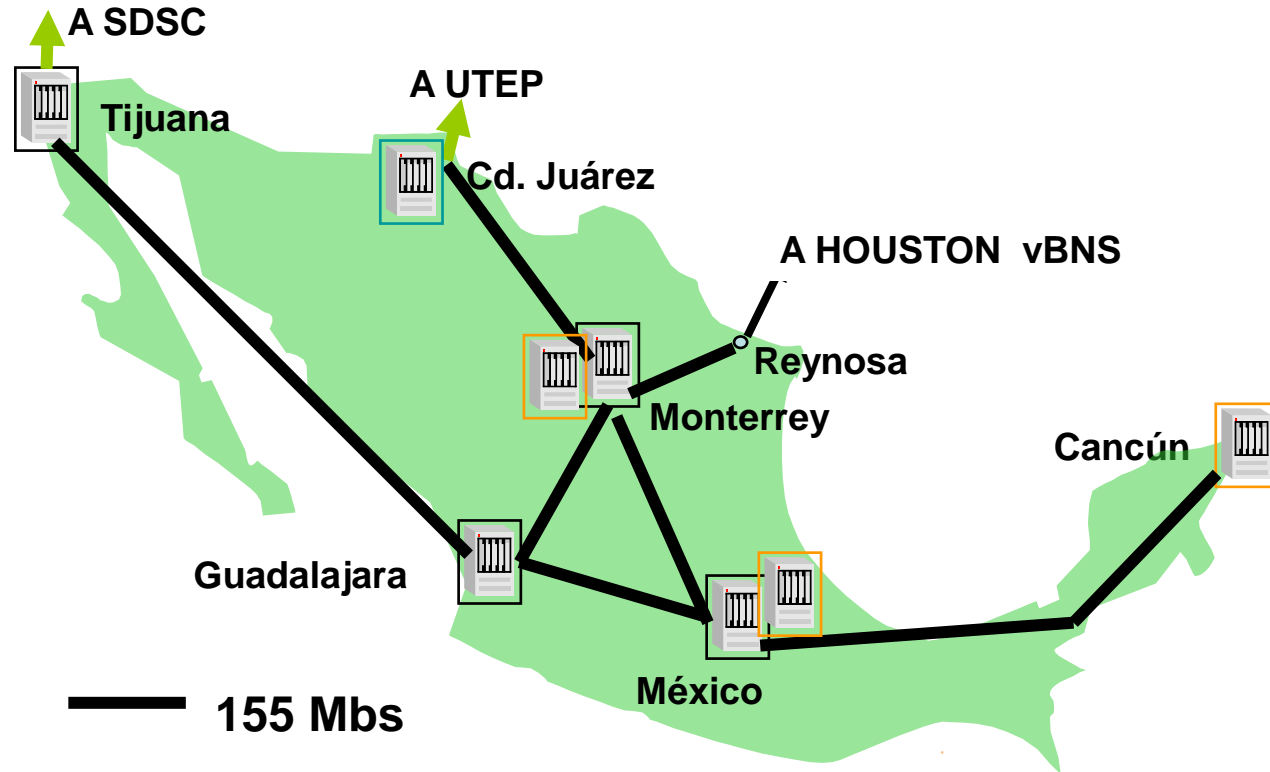 A SDSC
A UTEP
Tijuana
Cd. Juárez
A HOUSTON vBNS
Reynosa
Monterrey
Cancún
Guadalajara
México
155 Mbs